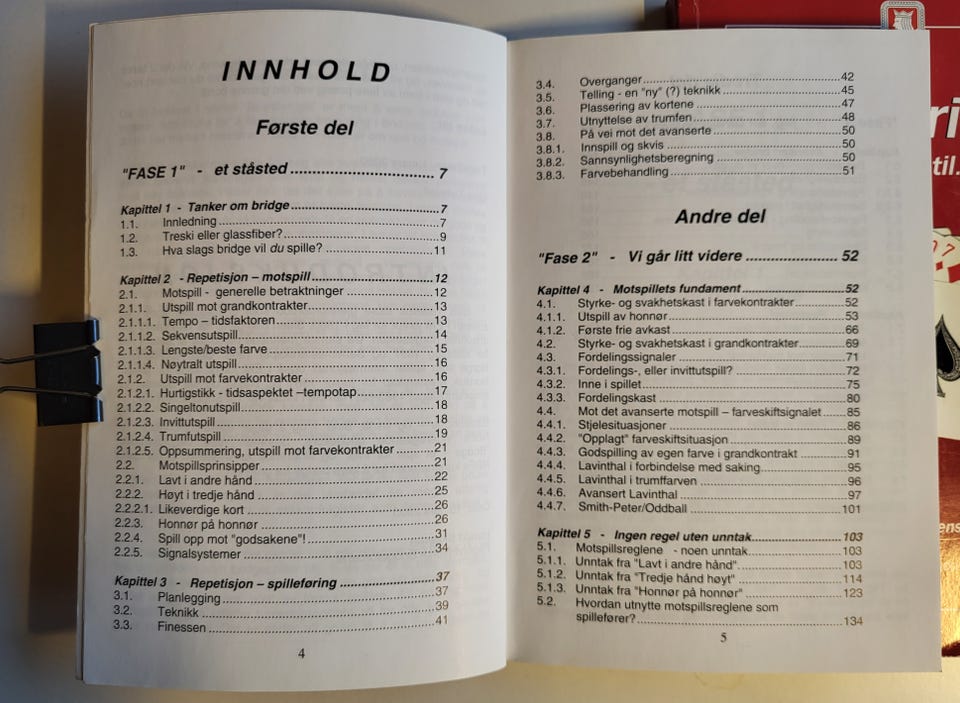 INNHOLD
Første del
"FASE 1" - et ståsted ................................... 7
Kapittel 1 - Tanker om bridge ................................... 7
1.1. Innledning ................................... 7
1.2. Treski eller glassfiber? ................................... 9
1.3. Hva slags bridge vil du spille? ................................... 11
Kapittel 2 - Repetisjon – motspill ................................... 12
2.1. Motspill - generelle betraktninger ................................... 12
2.1.1. Utspill mot grandkontrakter ................................... 13
2.1.1.1. Tempo – tidsfaktoren ................................... 13
2.1.1.2. Sekvensutspill ................................... 14
2.1.1.3. Lengste/beste farve ................................... 15
2.1.1.4. Nøytralt utspill ................................... 16
2.1.2. Utspill mot farvekontrakter ................................... 16
2.1.2.1. Hurtigstikk - tidsaspektet –tempotap ................................... 17
2.1.2.2. Singeltonutspill ................................... 18
2.1.2.3. Invittutspill ................................... 18
2.1.2.4. Trumfutspill ................................... 19
2.1.2.5. Oppsummering, utspill mot farvekontrakter ................................... 21
2.2. Motspillsprinsipper ................................... 21
2.2.1. Lavt i andre hånd ................................... 22
2.2.2. Høyt i tredje hånd ................................... 25
2.2.2.1. Likeverdige kort ................................... 26
2.2.3. Honnør på honnør ................................... 26
2.2.4. Spill opp mot "godsakene"! ................................... 31
2.2.5. Signalsystemer ................................... 34
Kapittel 3 - Repetisjon – spilleføring ................................... 37
3.1. Planlegging ................................... 37
3.2. Teknikk ................................... 39
3.3. Finessen ................................... 41
4
3.4. Overganger ................................... 42
3.5. Telling - en "ny" (?) teknikk ................................... 45
3.6. Plassering av kortene ................................... 47
3.7. Utnyttelse av trumfen ................................... 48
3.8. På vei mot det avanserte ................................... 50
3.8.1. Innspill og skvis ................................... 50
3.8.2. Sannsynlighetsberegning ................................... 50
3.8.3. Farvebehandling ................................... 51
Andre del
"Fase 2" - Vi går litt videre ................................... 52
Kapittel 4 - Motspillets fundament ................................... 52
4.1. Styrke- og svakhetskast i farvekontrakter ................................... 52
4.1.1. Utspill av honnør ................................... 53
4.1.2. Første frie avkast ................................... 66
4.2. Styrke- og svakhetskast i grandkontrakter ................................... 69
4.3. Fordelingssignaler ................................... 71
4.3.1. Fordelings-, eller invittutspill? ................................... 72
4.3.2. Inne i spillet ................................... 75
4.3.3. Fordelingskast ................................... 80
4.4. Mot det avanserte motspill – farveskiftsignalet ................................... 85
4.4.1. Stjelesituasjoner ................................... 86
4.4.2. "Opplagt" farveskiftsituasjon ................................... 89
4.4.3. Godspilling av egen farve i grandkontrakt ................................... 91
4.4.4. Lavinthal i forbindelse med saking ................................... 95
4.4.5. Lavinthal i trumffarven ................................... 96
4.4.6. Avansert Lavinthal ................................... 97
4.4.7. Smith-Peter/Oddball ................................... 101
Kapittel 5 - Ingen regel uten unntak ................................... 103
5.1. Motspillsreglene - noen unntak ................................... 103
5.1.1. Unntak fra "Lavt i andre hånd" ................................... 103
5.1.2. Unntak fra "Tredje hånd høyt" ................................... 114
5.1.3. Unntak fra "Honnør på honnør" ................................... 123
5.2. Hvordan utnytte motspillsreglene som
spillefører? ................................... 134
5
til.